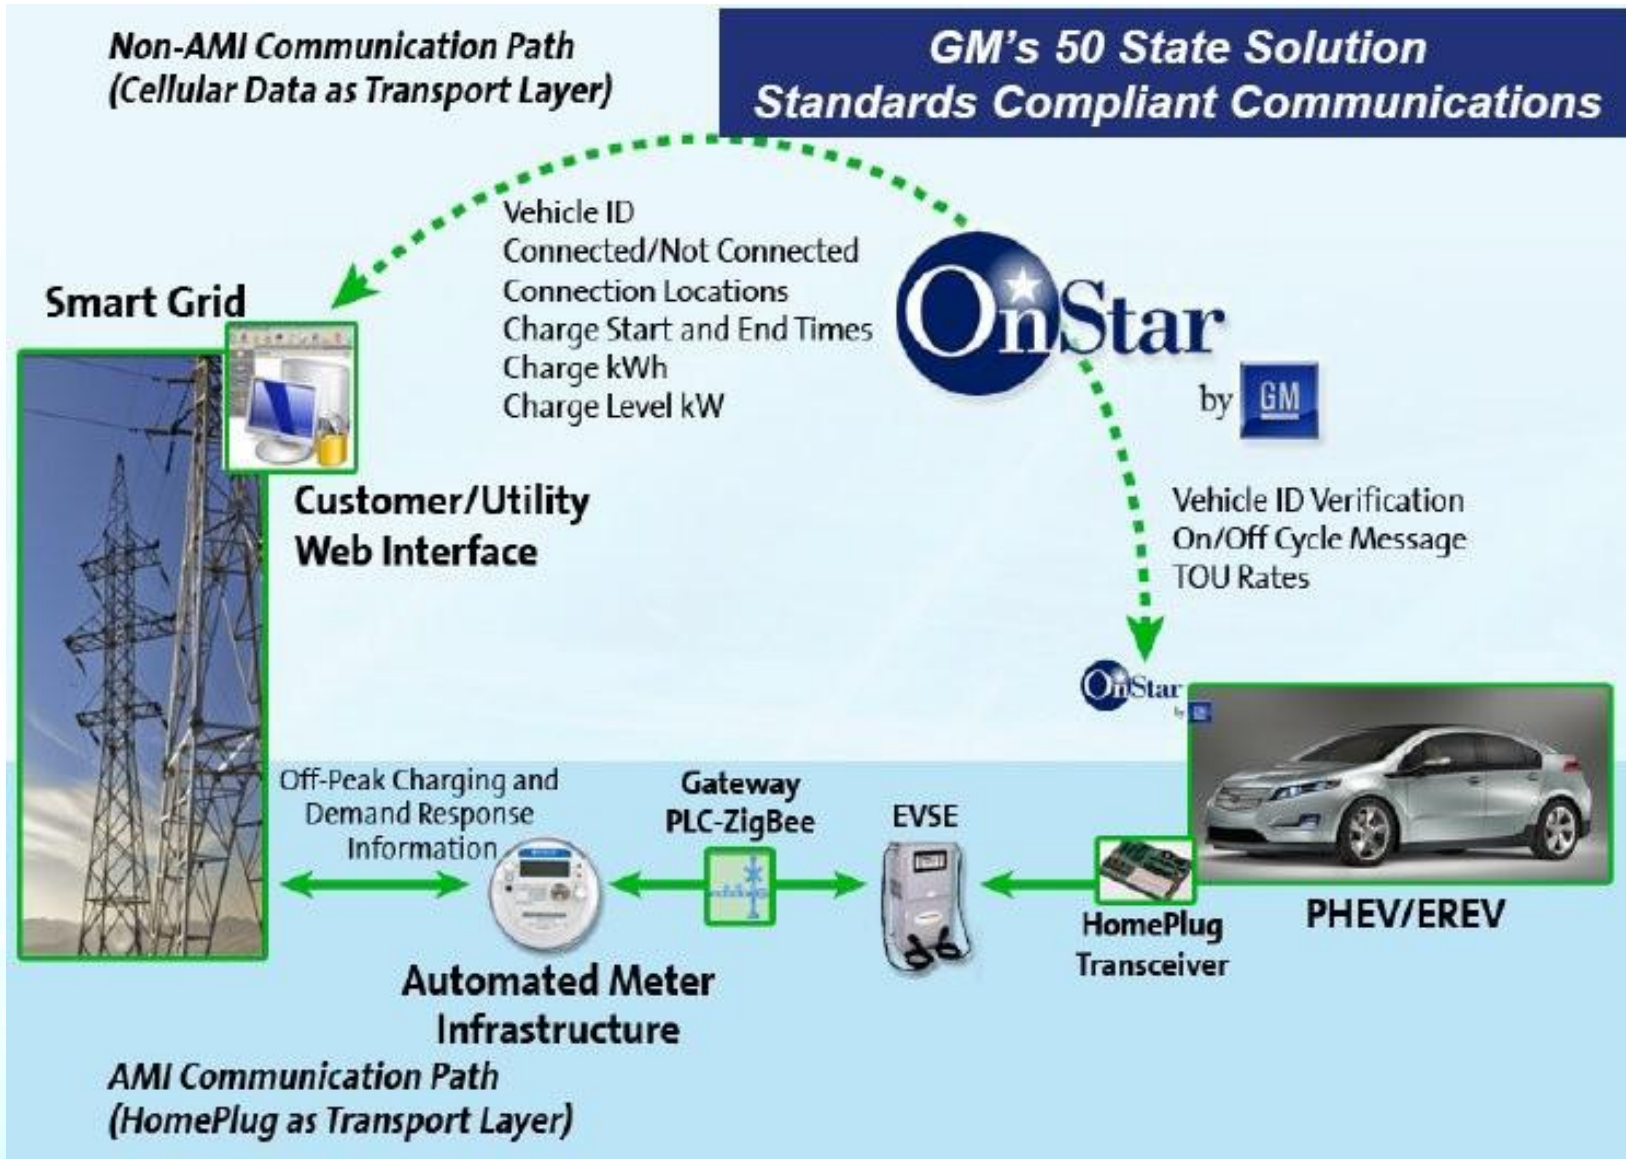 Non-AMI Communication Path
(Cellular Data as Transport Layer)
GM's 50 State Solution
Standards Compliant Communications
Vehicle ID
Connected/Not Connected
Connection Locations
Charge Start and End Times
Charge kWh
Charge Level kW
OnStar
by GM
Smart Grid
Customer/Utility
Web Interface
Vehicle ID Verification
On/Off Cycle Message
TOU Rates
OnStar
by GM
Off-Peak Charging and
Demand Response
Information
Gateway
PLC-ZigBee
EVSE
HomePlug
Transceiver
PHEV/EREV
Automated Meter
Infrastructure
AMI Communication Path
(HomePlug as Transport Layer)